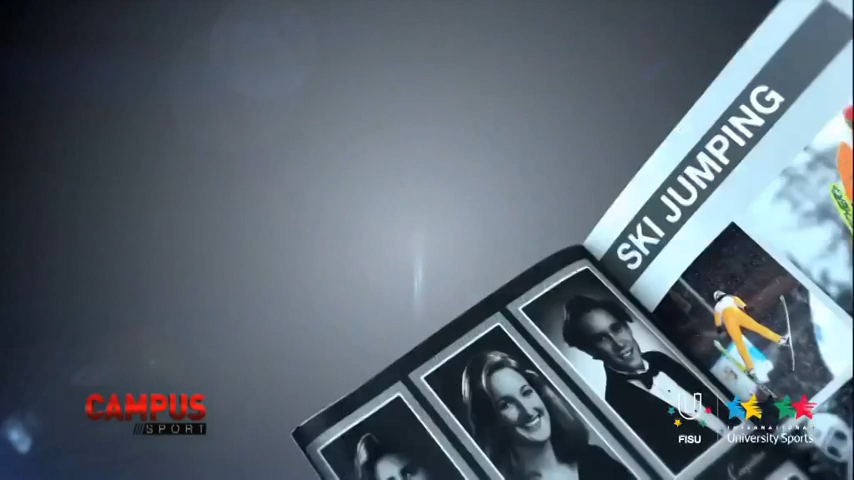 SKI JUMPING
CAMPUS
///SPORT
FISU
INTERNATIONAL
University Sports